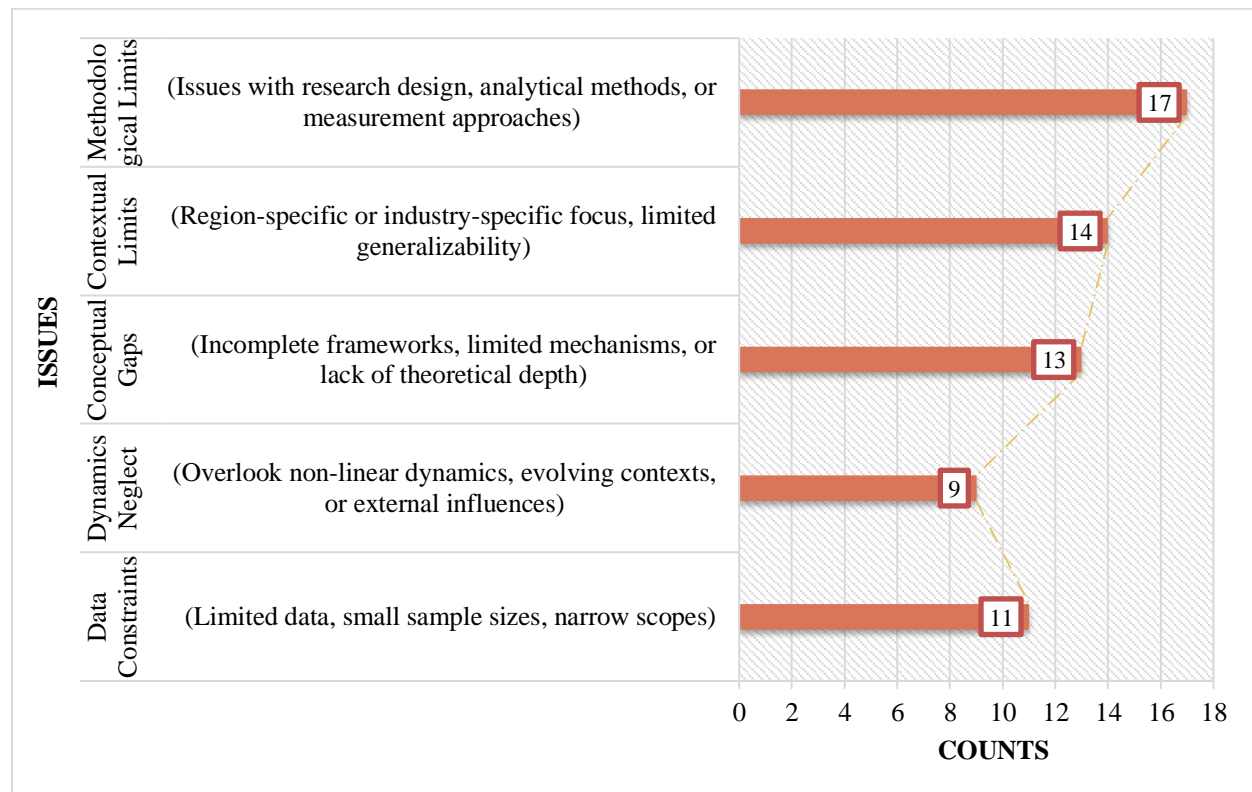 ISSUES
Methodolo
gical Limits
(Issues with research design, analytical methods, or
measurement approaches)
17
Contextual
Limits
(Region-specific or industry-specific focus, limited
generalizability)
14
Conceptual
Gaps
(Incomplete frameworks, limited mechanisms, or
lack of theoretical depth)
13
Dynamics
Neglect
(Overlook non-linear dynamics, evolving contexts,
or external influences)
9
Data
Constraints
(Limited data, small sample sizes, narrow scopes)
11
0 2 4 6 8 10 12 14 16 18
COUNTS